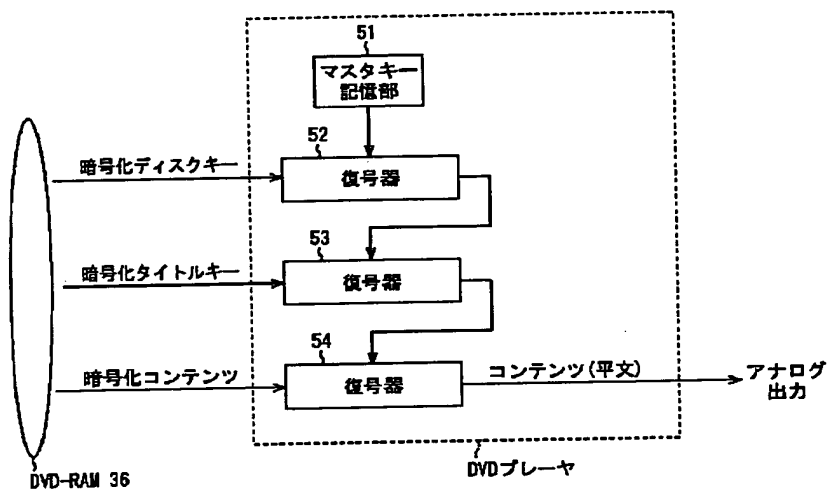 51
マスタキー
記憶部
52
暗号化ディスクキー
復号器
53
暗号化タイトルキー
復号器
54
暗号化コンテンツ
復号器
コンテンツ(平文)
アナログ
出力
DVD-RAM 36
DVDプレーヤ